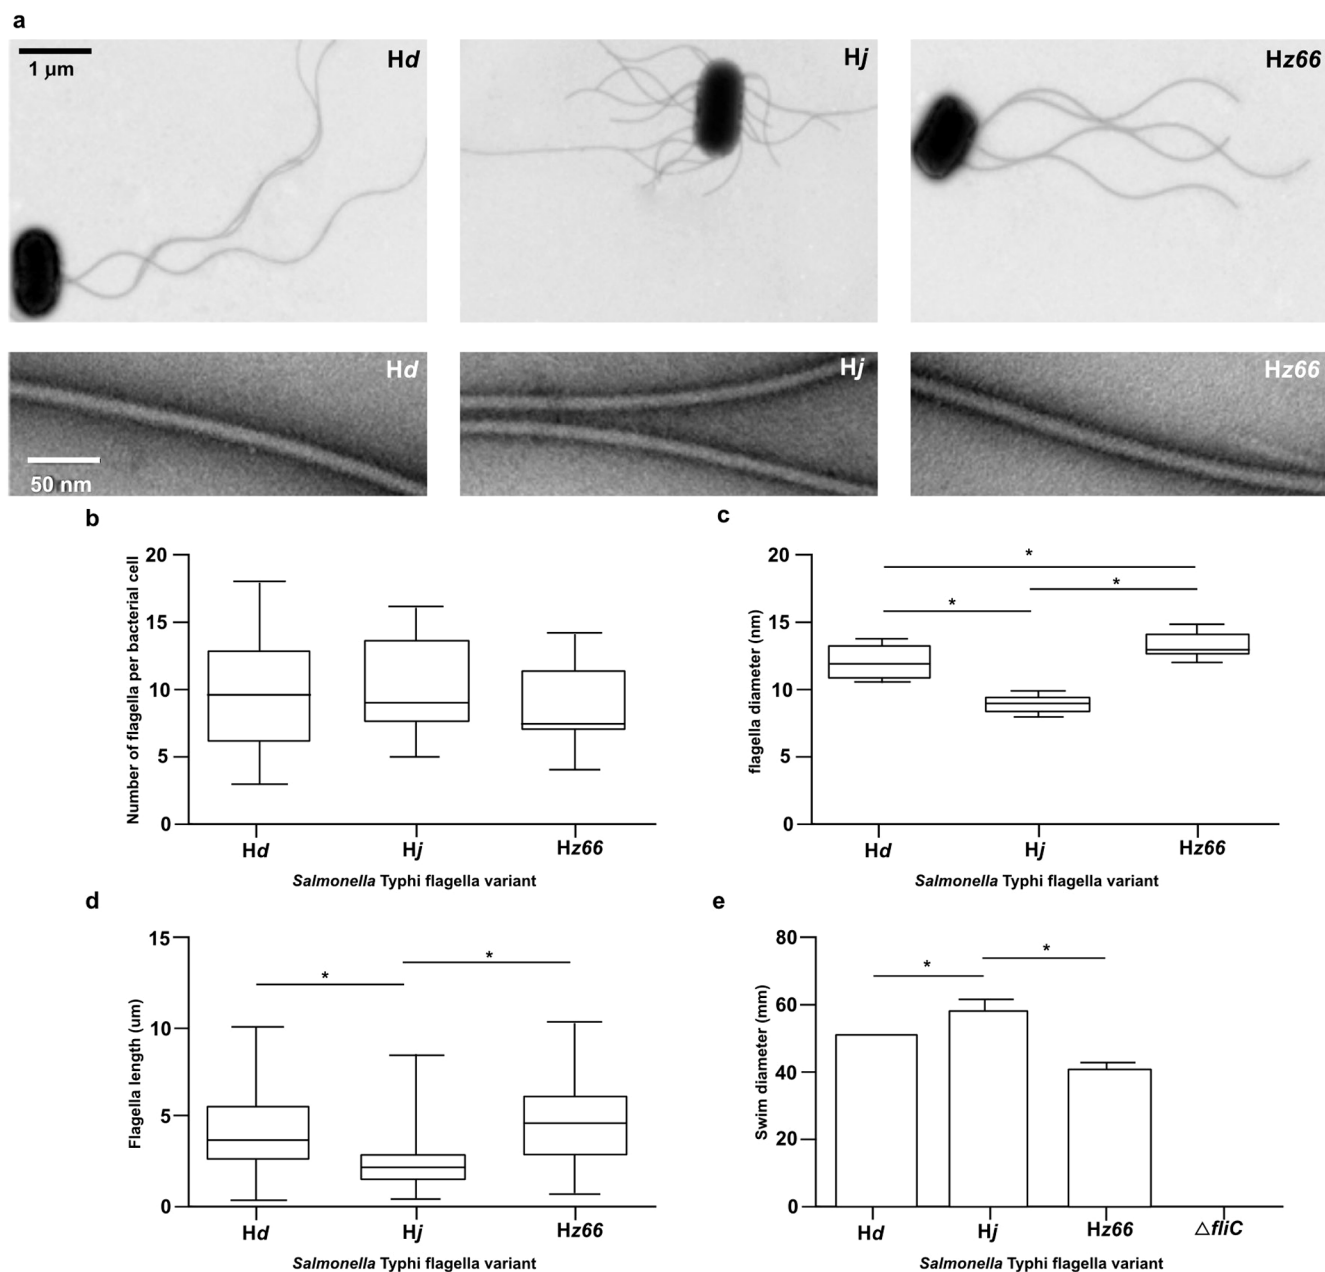 a
1 µm
Hd
Hj
Hz66
Hd
50 nm
Hj
Hz66
b
Number of flagella per bacterial cell
20
15
10
5
0
Hd
Hj
Hz66
Salmonella Typhi flagella variant
c
flagella diameter (nm)
20
15
10
5
0
*
*
*
Hd
Hj
Hz66
Salmonella Typhi flagella variant
d
Flagella length (um)
15
10
5
0
*
*
Hd
Hj
Hz66
Salmonella Typhi flagella variant
e
Swim diameter (mm)
80
60
40
20
0
*
*
Hd
Hj
Hz66
△fliC
Salmonella Typhi flagella variant